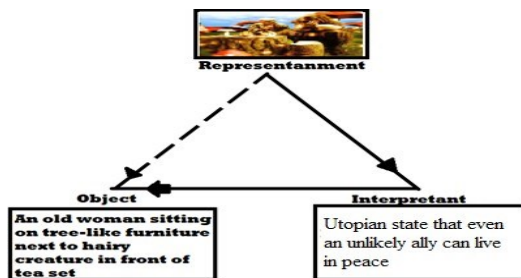 Representanment
Object
Interpretant
An old woman sitting
on tree-like furniture
next to hairy
creature in front of
tea set
Utopian state that even
an unlikely ally can live
in peace